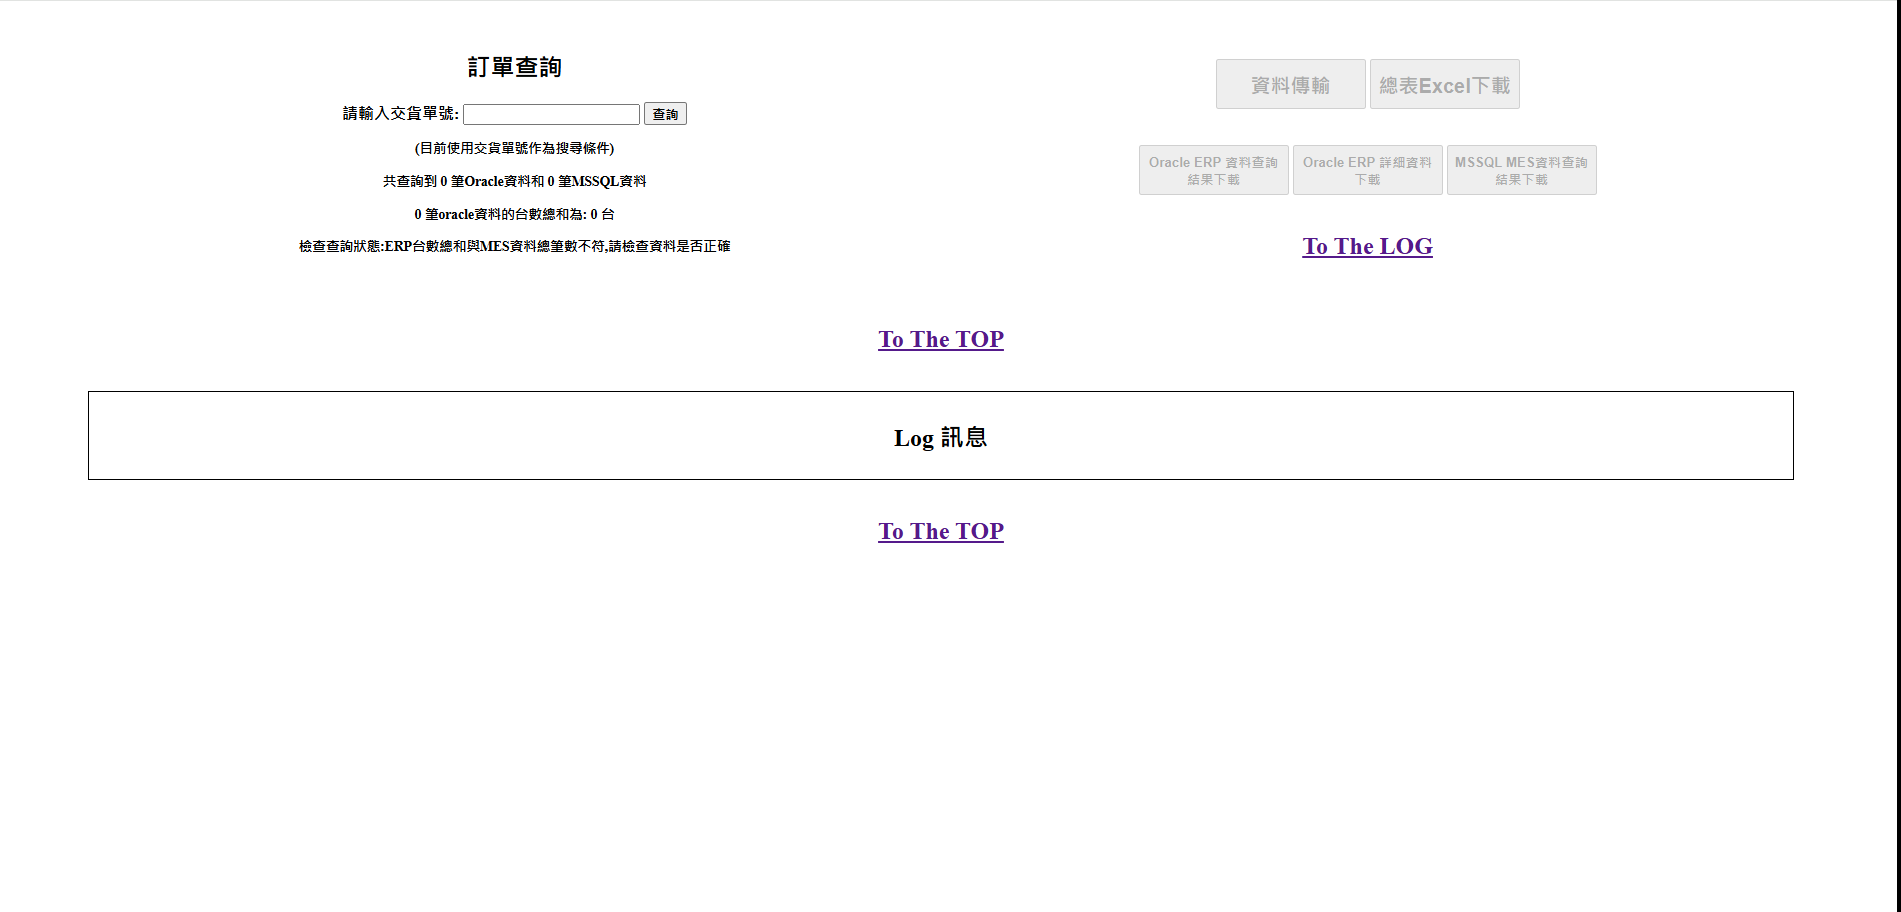 訂單查詢
請輸入交貨單號: 查詢
(目前使用交貨單號作為搜尋條件)
共查詢到 0 筆Oracle資料和 0 筆MSSQL資料
0 筆oracle資料的台數總和為: 0 台
檢查查詢狀態:ERP台數總和與MES資料總筆數不符,請檢查資料是否正確
資料傳輸 總表Excel下載
Oracle ERP 資料查詢
結果下載
Oracle ERP 詳細資料
下載
MSSQL MES資料查詢
結果下載
To The LOG
To The TOP
Log 訊息
To The TOP